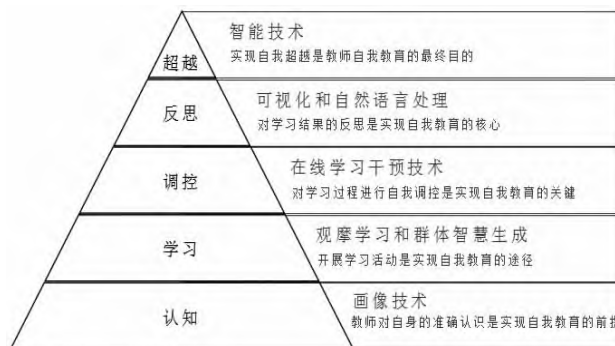 智能技术
实现自我超越是教师自我教育的最终目的
超越
可视化和自然语言处理
反思
对学习结果的反思是实现自我教育的核心
在线学习干预技术
调控
对学习过程进行自我调控是实现自我教育的关键
观摩学习和群体智慧生成
学习
开展学习活动是实现自我教育的途径
画像技术
认知
教师对自身的准确认识是实现自我教育的前